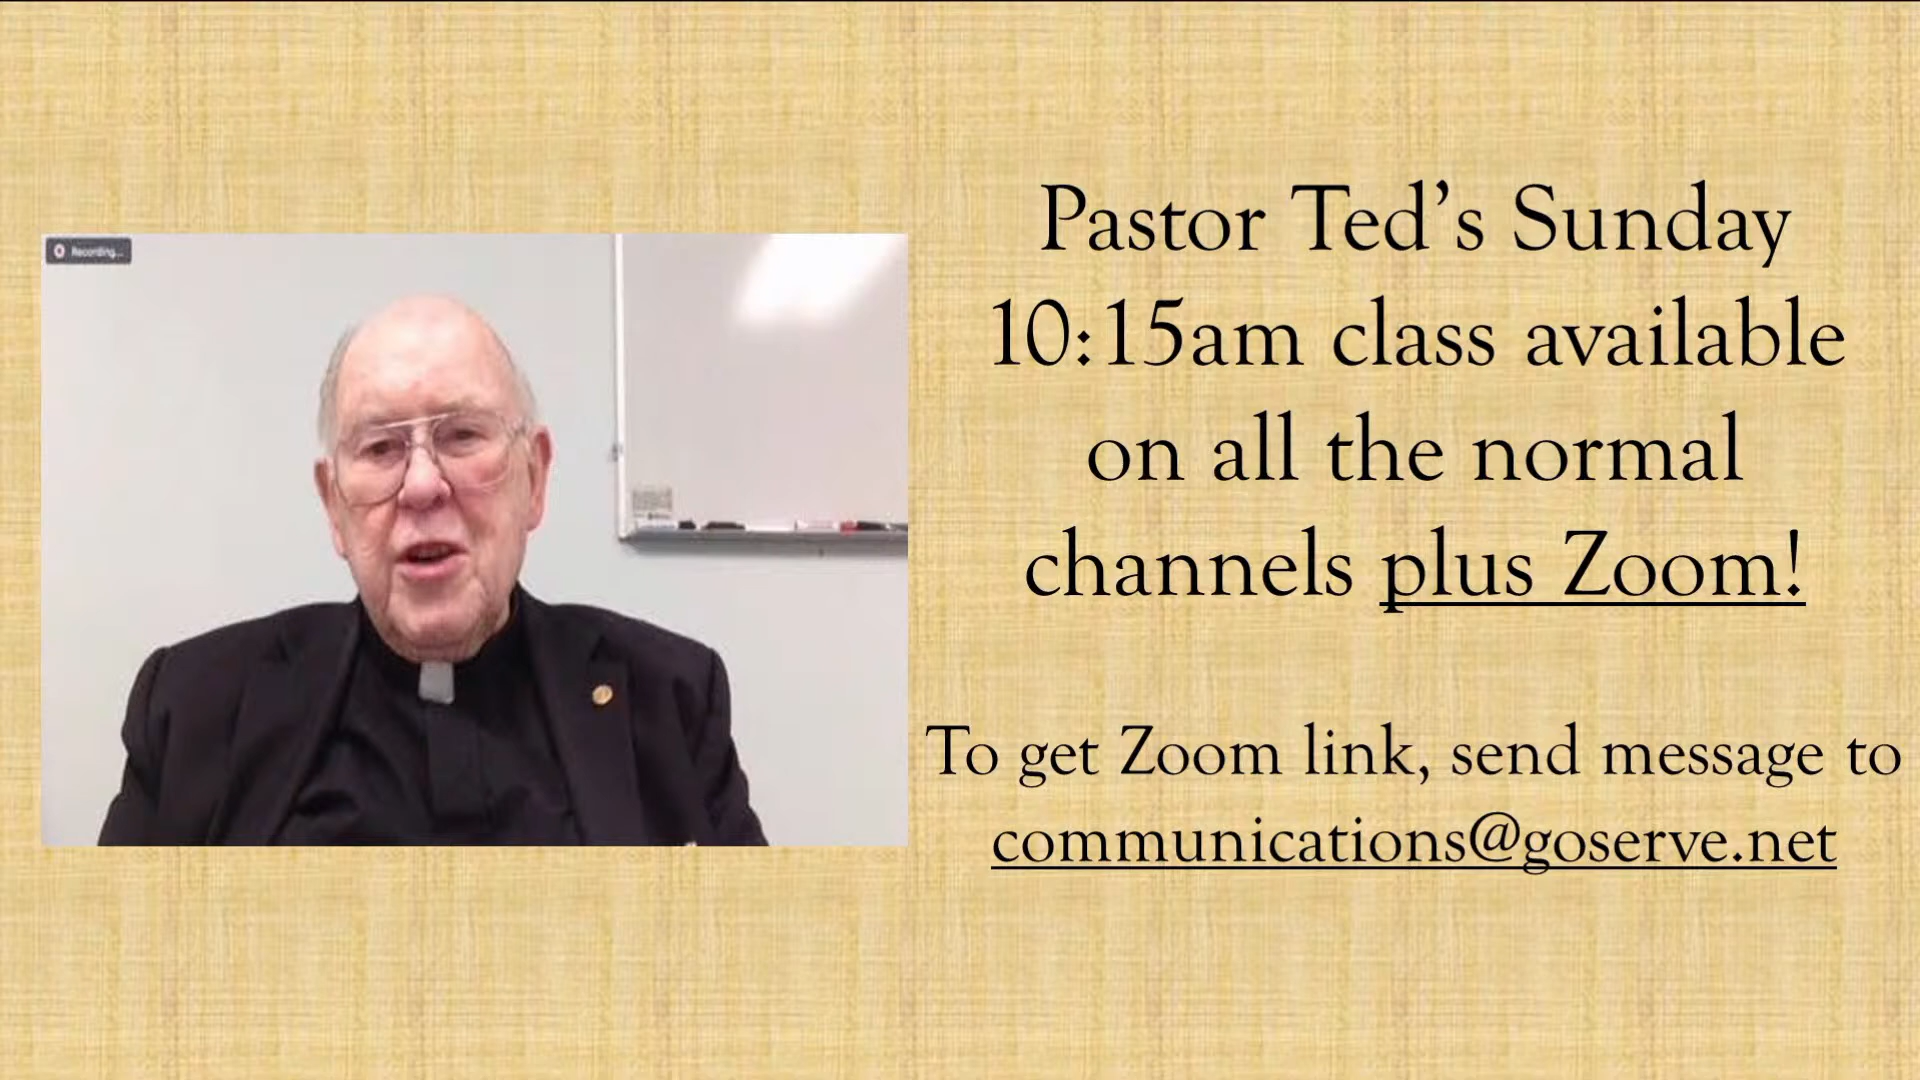 Recording...
Pastor Ted’s Sunday
10:15am class available
on all the normal
channels plus Zoom!
To get Zoom link, send message to
communications@goserve.net